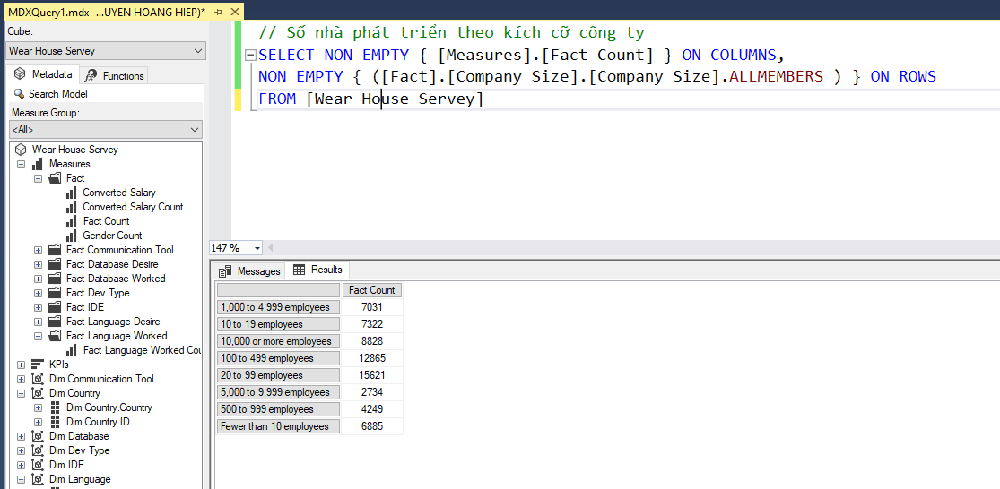 MDXQuery1.mdx -...UYEN HOANG HIEP)*
Cube:
Wear House Servey
Metadata
Functions
Search Model
Measure Group:
<All>
Wear House Servey
Measures
Fact
Converted Salary
Converted Salary Count
Fact Count
Gender Count
Fact Communication Tool
Fact Database Desire
Fact Database Worked
Fact Dev Type
Fact IDE
Fact Language Desire
Fact Language Worked
Fact Language Worked Cou
KPIs
Dim Communication Tool
Dim Country
Dim Country.Country
Dim Country.ID
Dim Database
Dim Dev Type
Dim IDE
Dim Language
// Số nhà phát triển theo kích cỡ công ty
SELECT NON EMPTY { [Measures].[Fact Count] } ON COLUMNS,
NON EMPTY { ([Fact].[Company Size].[Company Size].ALLMEMBERS ) } ON ROWS
FROM [Wear House Servey]
147 %
Messages
Results
Fact Count
1,000 to 4,999 employees 7031
10 to 19 employees 7322
10,000 or more employees 8828
100 to 499 employees 12865
20 to 99 employees 15621
5,000 to 9,999 employees 2734
500 to 999 employees 4249
Fewer than 10 employees 6885